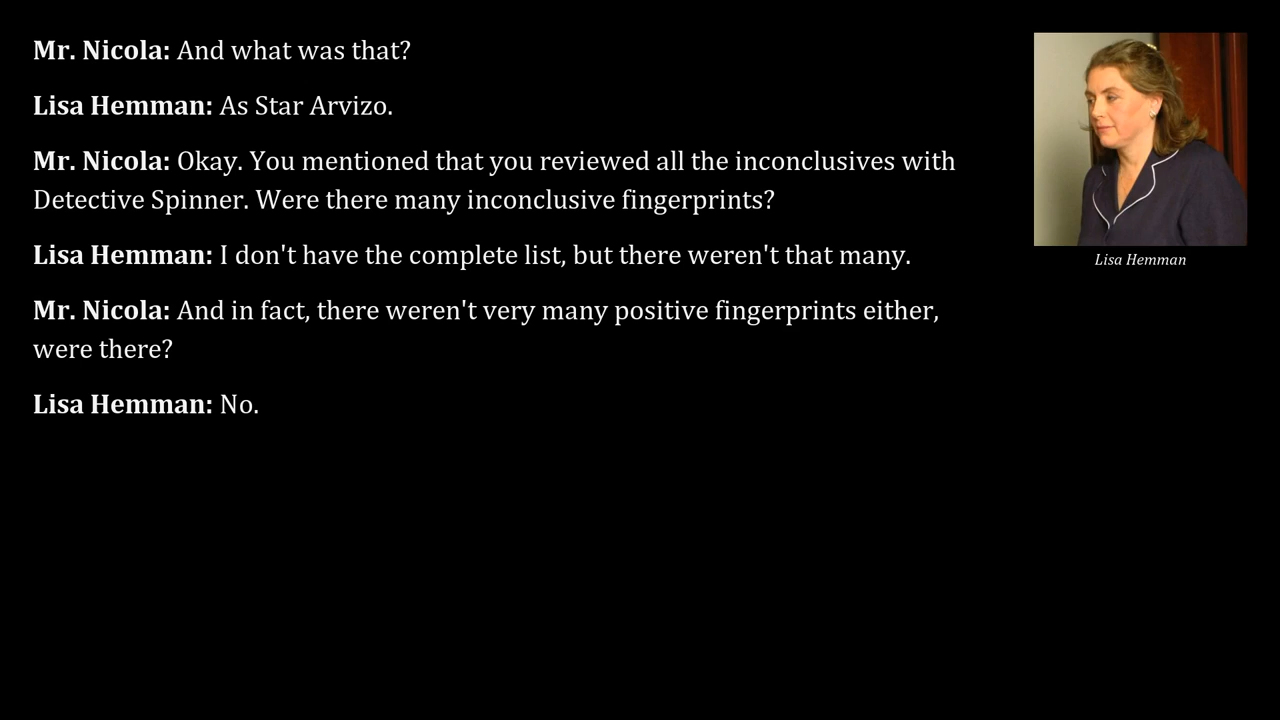 Mr. Nicola: And what was that?
Lisa Hemman: As Star Arvizo.
Mr. Nicola: Okay. You mentioned that you reviewed all the inconclusives with
Detective Spinner. Were there many inconclusive fingerprints?
Lisa Hemman: I don't have the complete list, but there weren't that many.
Mr. Nicola: And in fact, there weren't very many positive fingerprints either,
were there?
Lisa Hemman: No.
Lisa Hemman